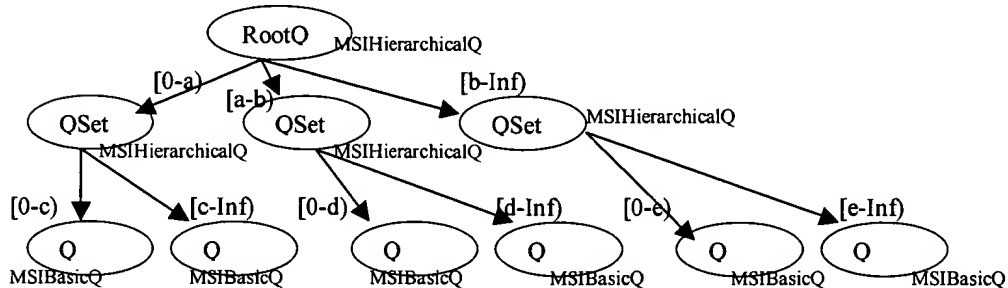 RootQ
MSIHierarchicalQ
[0-a)
[a-b)
[b-Inf)
QSet
MSIHierarchicalQ
QSet
MSIHierarchicalQ
QSet
MSIHierarchicalQ
[0-c)
[c-Inf)
[0-d)
[d-Inf)
[0-e)
[e-Inf)
Q
MSIBasicQ
Q
MSIBasicQ
Q
MSIBasicQ
Q
MSIBasicQ
Q
MSIBasicQ
Q
MSIBasicQ